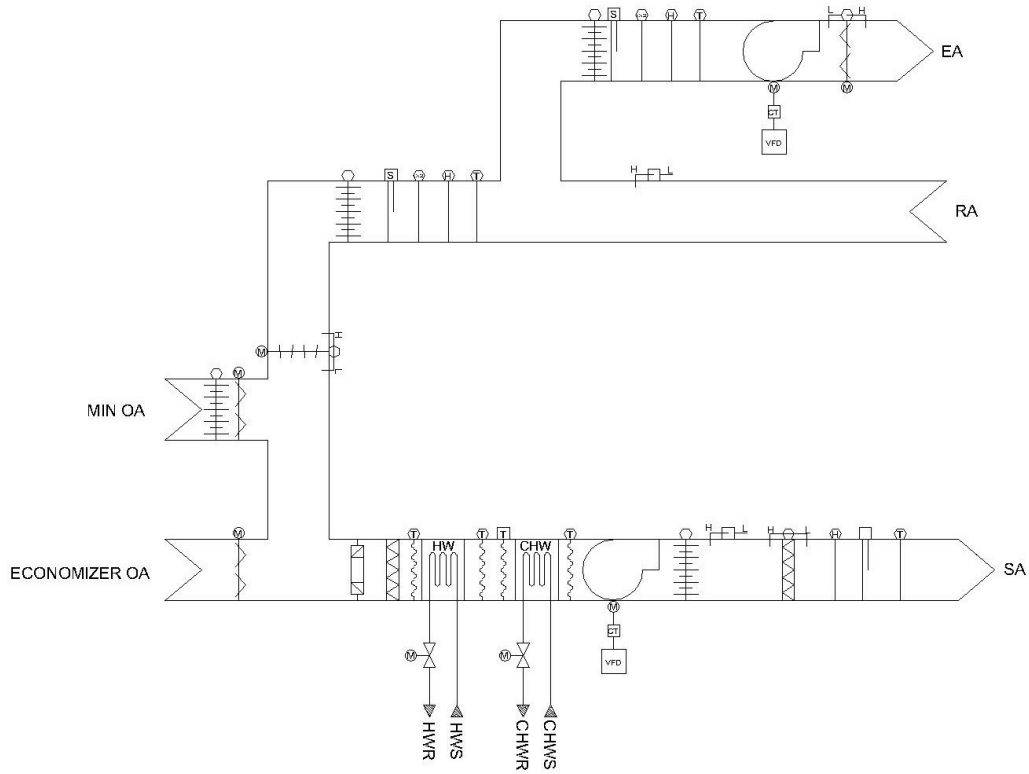 L H
S H T
EA
M M
CT
VFD
H L
S H T
RA
H
M
L
M
MIN OA
M
T T T T H L H L H T
HW CHW
ECONOMIZER OA
SA
M
CT
M M
VFD
HWR HWS CHWR CHWS